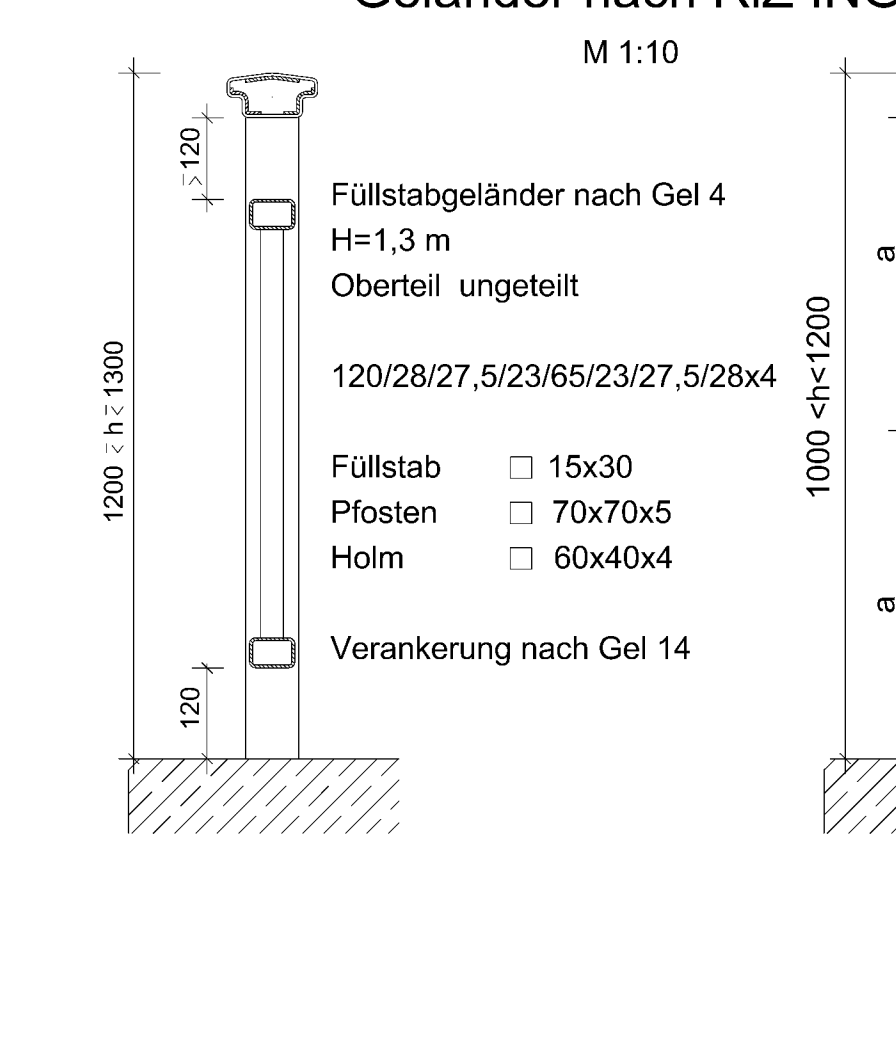 M 1:10
≥120
Füllstabgeländer nach Gel 4
H=1,3 m
Oberteil ungeteilt
1200 ≤ h ≤ 1300
1000 <h<1200
120/28/27,5/23/65/23/27,5/28x4
Füllstab □ 15x30
Pfosten □ 70x70x5
Holm □ 60x40x4
Verankerung nach Gel 14
120
a
a